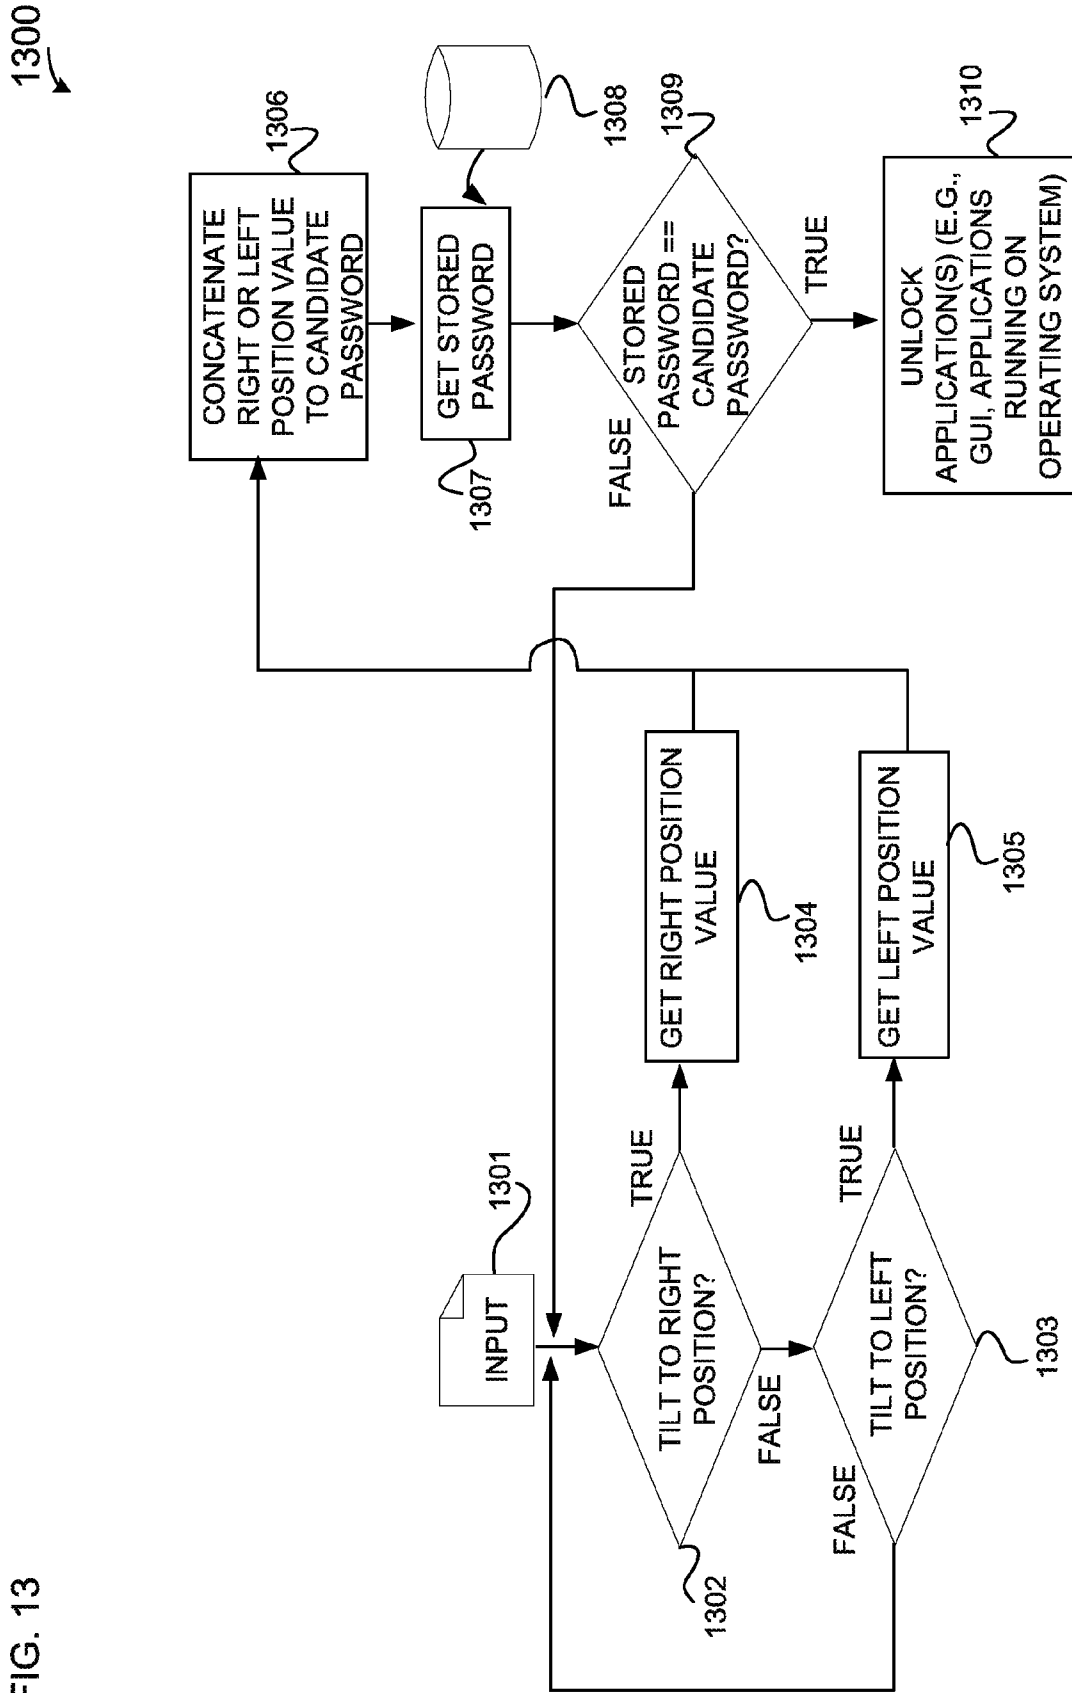 FIG. 13
1300
INPUT
1301
TILT TO RIGHT
POSITION?
1302
TRUE
FALSE
TILT TO LEFT
POSITION?
1303
TRUE
FALSE
GET RIGHT POSITION
VALUE
1304
GET LEFT POSITION
VALUE
1305
CONCATENATE
RIGHT OR LEFT
POSITION VALUE
TO CANDIDATE
PASSWORD
1306
GET STORED
PASSWORD
1307
1308
STORED
PASSWORD ==
CANDIDATE
PASSWORD?
1309
FALSE
TRUE
UNLOCK
APPLICATION(S) (E.G.,
GUI, APPLICATIONS
RUNNING ON
OPERATING SYSTEM)
1310